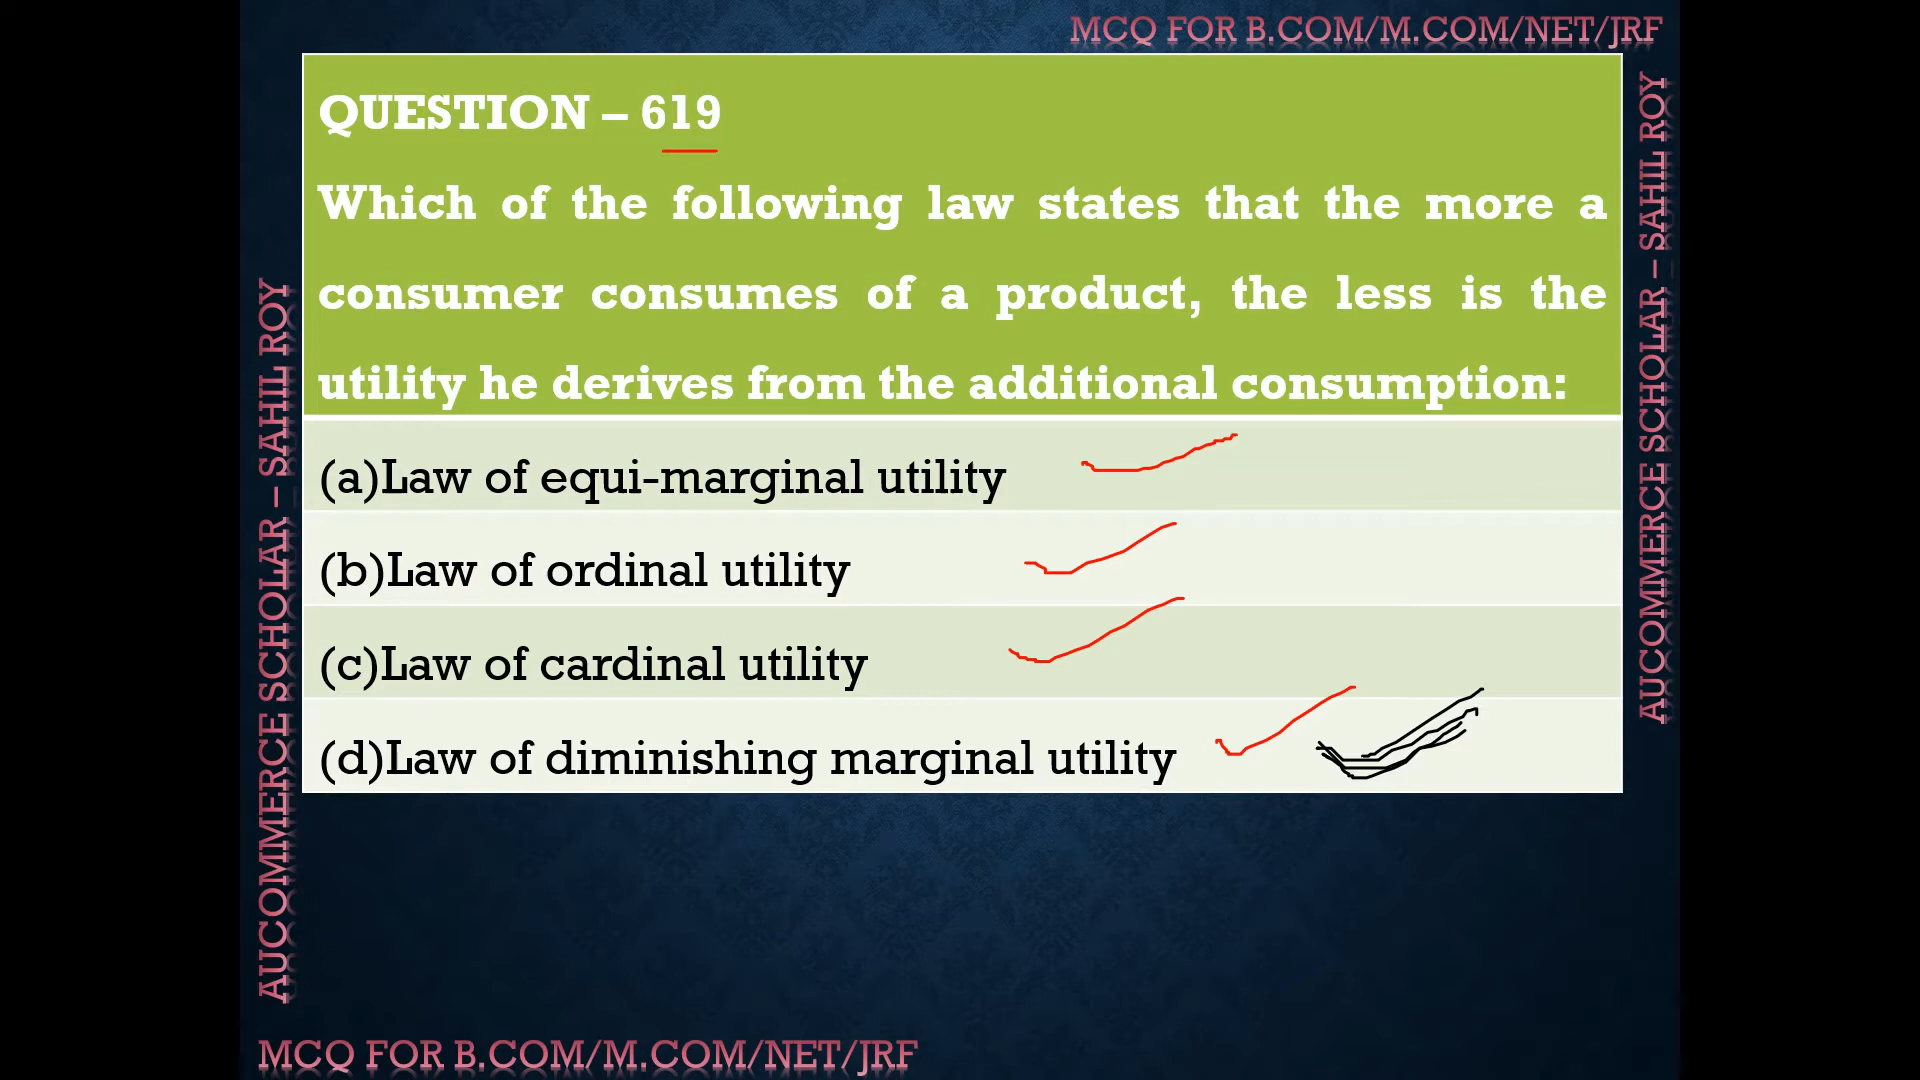 MCQ FOR B.COM/M.COM/NET/JRF
QUESTION – 619
Which of the following law states that the more a
consumer consumes of a product, the less is the
utility he derives from the additional consumption:
(a)Law of equi-marginal utility
(b)Law of ordinal utility
(c)Law of cardinal utility
(d)Law of diminishing marginal utility
AUCOMMERCE SCHOLAR – SAHIL ROY
AUCOMMERCE SCHOLAR – SAHIL ROY
MCQ FOR B.COM/M.COM/NET/JRF